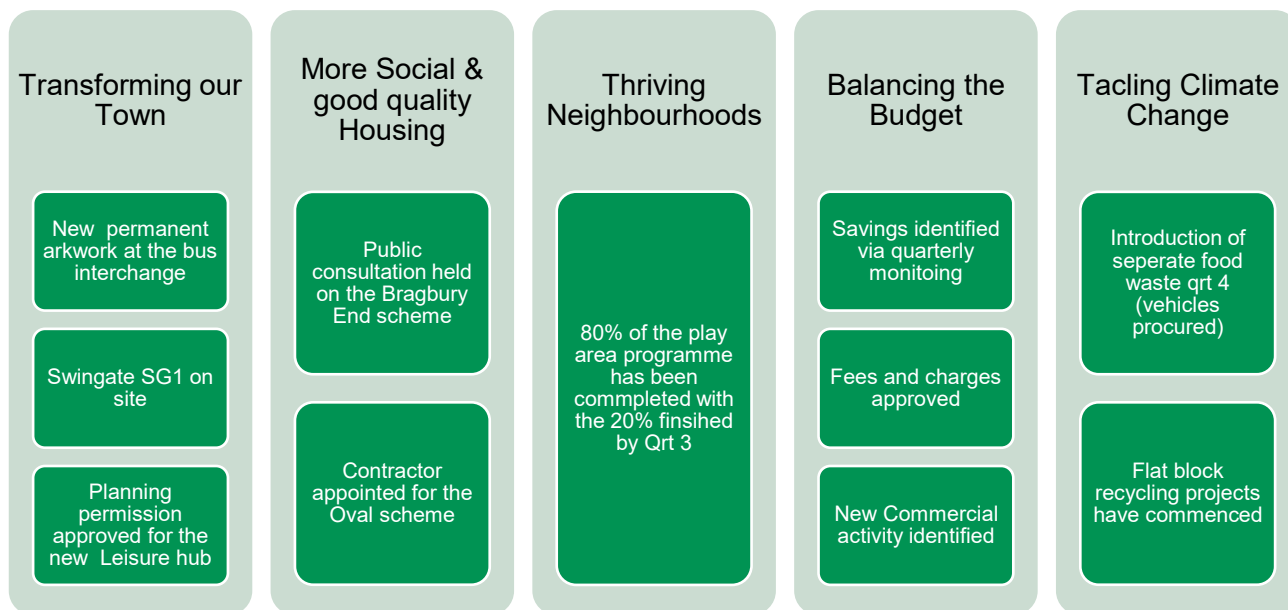 Transforming our
Town
New  permanent
arkwork at the bus
interchange
Swingate SG1 on
site
Planning
permission
approved for the
new  Leisure hub
More Social &
good quality
Housing
Public
consultation held
on the Bragbury
End scheme
Contractor
appointed for the
Oval scheme
Thriving
Neighbourhoods
80% of the play
area programme
has been
commpleted with
the 20% finsihed
by Qrt 3
Balancing the
Budget
Savings identified
via quarterly
monitoing
Fees and charges
approved
New Commercial
activity identified
Tacling Climate
Change
Introduction of
seperate food
waste qrt 4
(vehicles
procured)
Flat block
recycling projects
have commenced